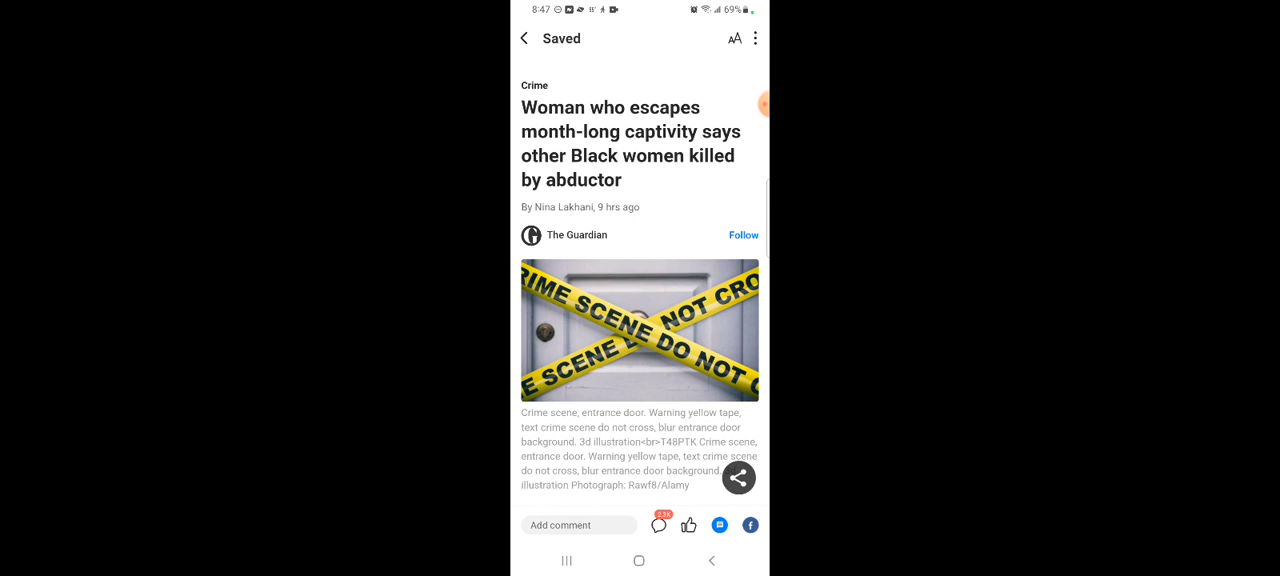 8:47
69%
Saved
AA
Crime
Woman who escapes
month-long captivity says
other Black women killed
by abductor
By Nina Lakhani, 9 hrs ago
The Guardian
Follow
RIME SCENE DO NOT C
E SCENE NOT CRO
Crime scene, entrance door. Warning yellow tape,
text crime scene do not cross, blur entrance door
background. 3d illustration<br>T48PTK Crime scene,
entrance door. Warning yellow tape, text crime scene
do not cross, blur entrance door background. 3d
illustration Photograph: Rawf8/Alamy
Add comment
2.3K